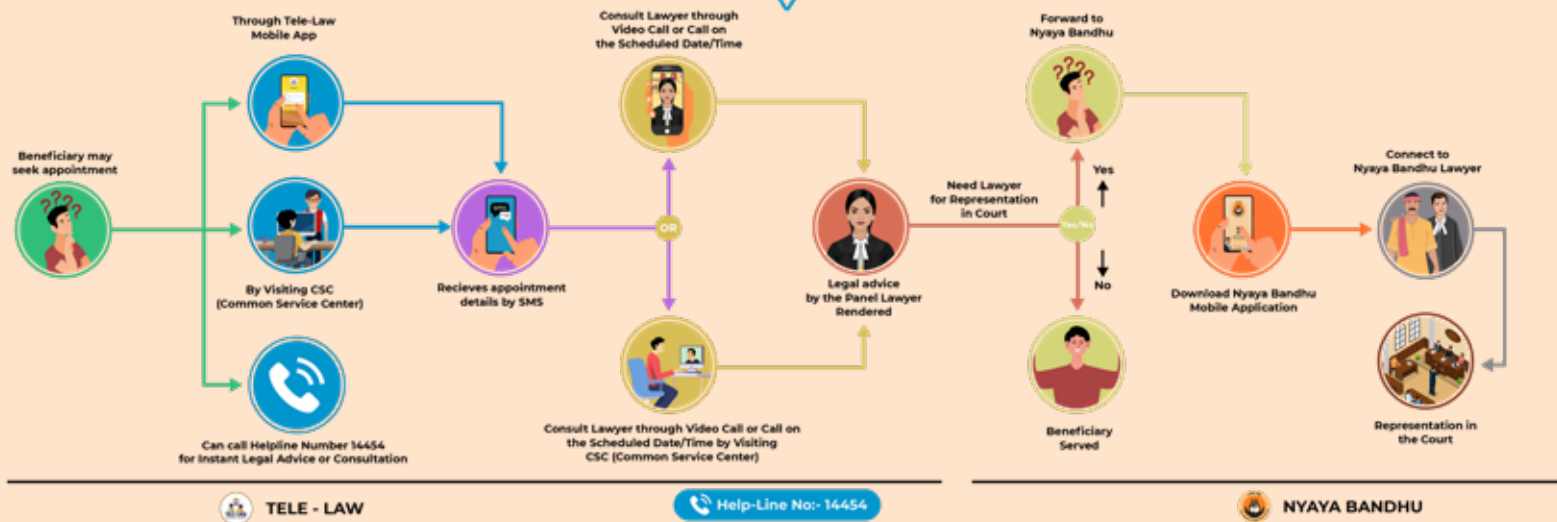 Through Tele-Law
Mobile App
Consult Lawyer through
Video Call or Call on
the Scheduled Date/Time
Forward to
Nyaya Bandhu
Beneficiary may
seek appointment
Connect to
Nyaya Bandhu Lawyer
Need Lawyer
for Representation
in Court
Yes
OR
Yes/No
No
By Visiting CSC
(Common Service Center)
Recieves appointment
details by SMS
Legal advice
by the Panel Lawyer
Rendered
Download Nyaya Bandhu
Mobile Application
Can call Helpline Number 14454
for Instant Legal Advice or Consultation
Consult Lawyer through Video Call or Call on
the Scheduled Date/Time by Visiting
CSC (Common Service Center)
Beneficiary
Served
Representation in
the Court
TELE - LAW
Help-Line No:- 14454
NYAYA BANDHU